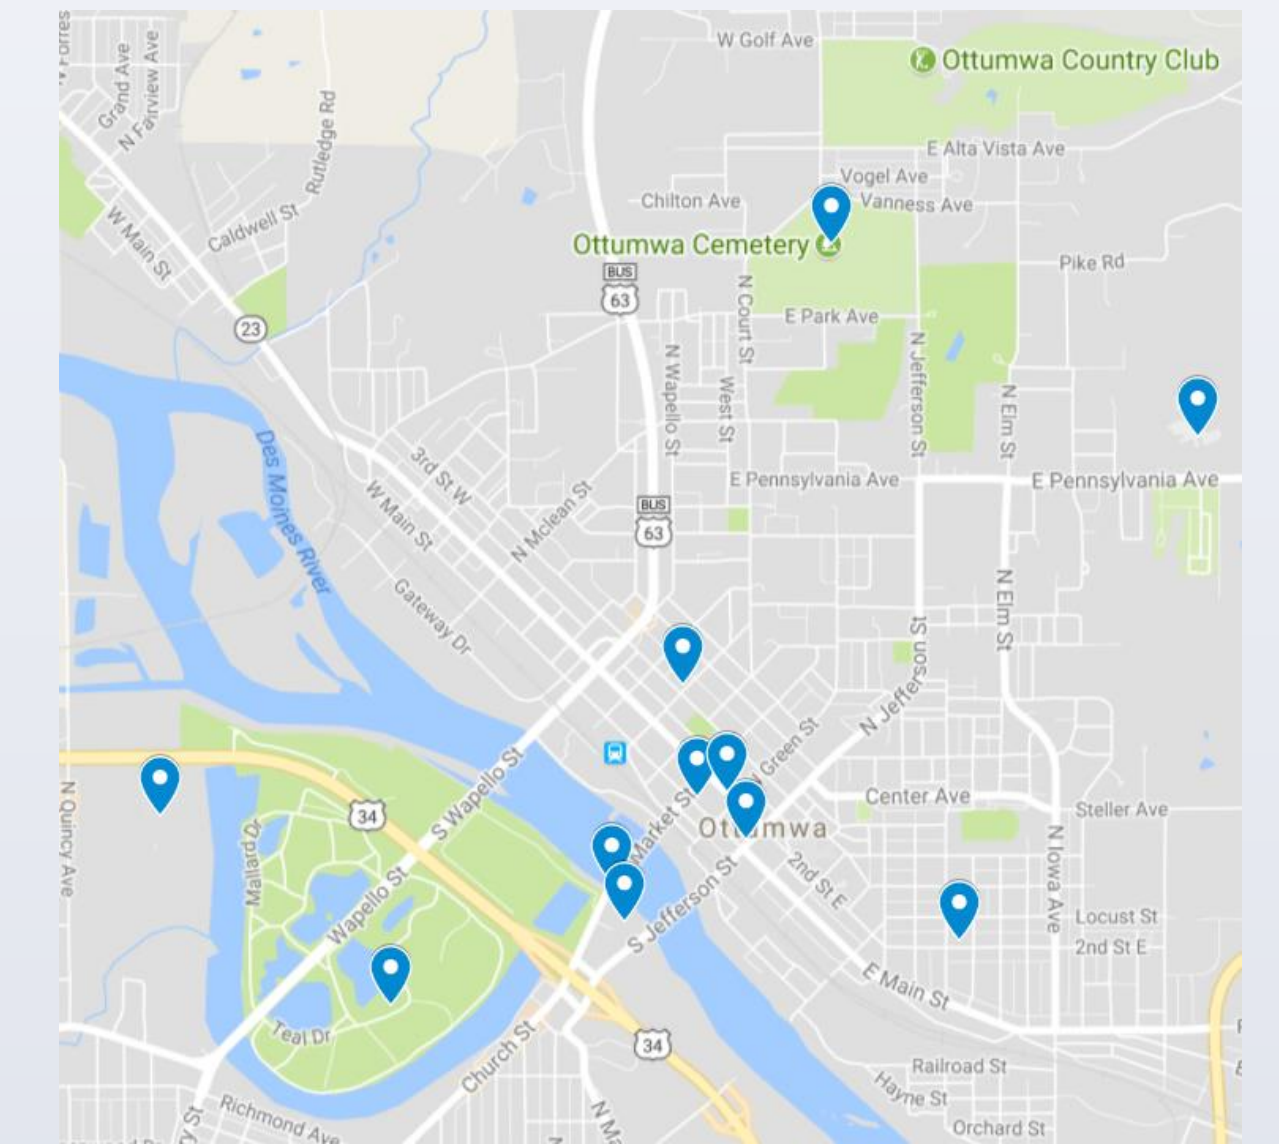 W Golf Ave
Ottumwa Country Club
Grand Ave
N Fairview Ave
Rutledge Rd
E Alta Vista Ave
Vogel Ave
Chilton Ave
Vanness Ave
W Main St
Caldwell St
Ottumwa Cemetery
Pike Rd
BUS
63
N Court St
E Park Ave
23
N Wapello St
West St
N Jefferson St
N Elm St
Des Moines River
3rd St W
W Main St
N Mclean St
E Pennsylvania Ave
E Pennsylvania Ave
BUS
63
Gateway Dr
N Elm St
N Jefferson St
N Quincy Ave
S Wapello St
N Green St
34
Mallard Dr
Market St
Ottumwa
Center Ave
Steller Ave
Wapello St
2nd St E
N Iowa Ave
S Jefferson St
Locust St
2nd St E
E Main St
Teal Dr
Church St
34
Railroad St
Hayne St
Richmond Ave
Orchard St